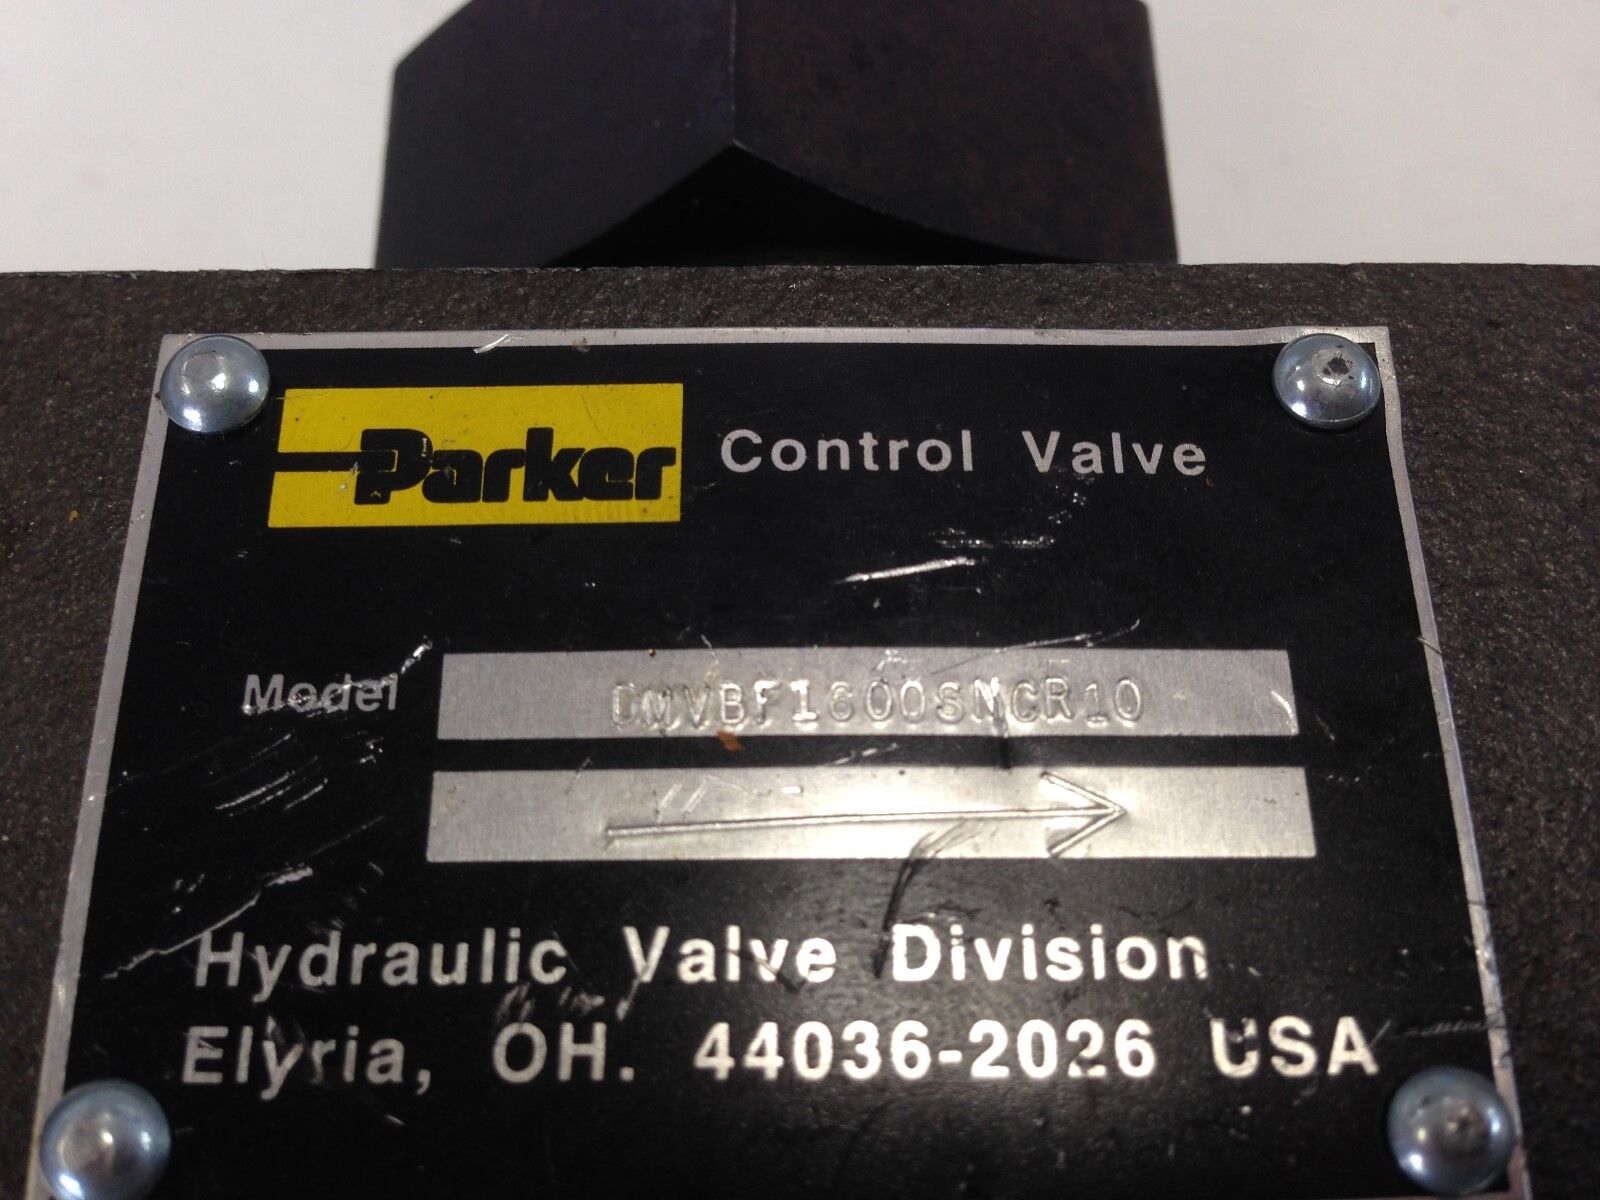 Parker Control Valve
Model DMVBF1600SNCR10
Hydraulic Valve Division
Elyria, OH. 44036-2026 USA